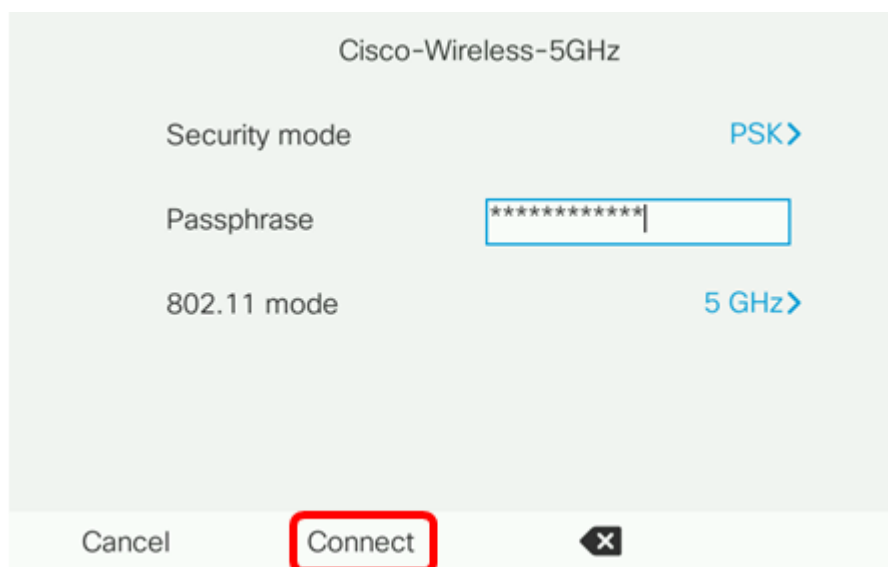 Cisco-Wireless-5GHz
Security mode PSK
Passphrase ************
802.11 mode 5 GHz
Cancel Connect